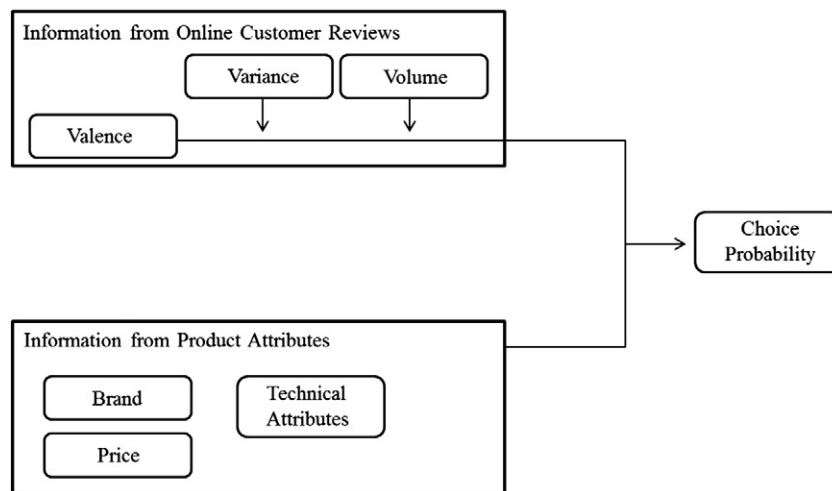 Information from Online Customer Reviews
Variance
Volume
Valence
Choice
Probability
Information from Product Attributes
Brand
Technical
Attributes
Price